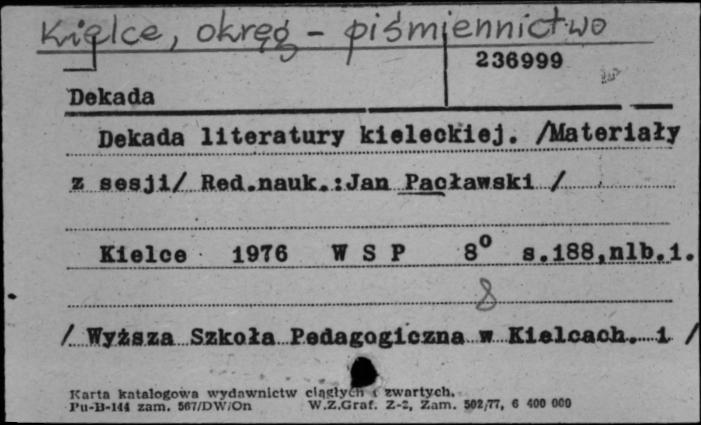 Kielce, okręg - piśmiennictwo
236999
Dekada
Dekada literatury kieleckiej. /Materiały
z sesji/ Red.nauk.:Jan Pacławski /
Kielce 1976 W S P 8⁰ s.188,nlb.1.
8
/ Wyższa Szkoła Pedagogiczna w Kielcach. 1 /
Karta katalogowa wydawnictw ciągłych i zwartych.
Pu-B-144 zam. 567/DW/On W.Z.Graf. Z-2, Zam. 502/77, 6 400 000